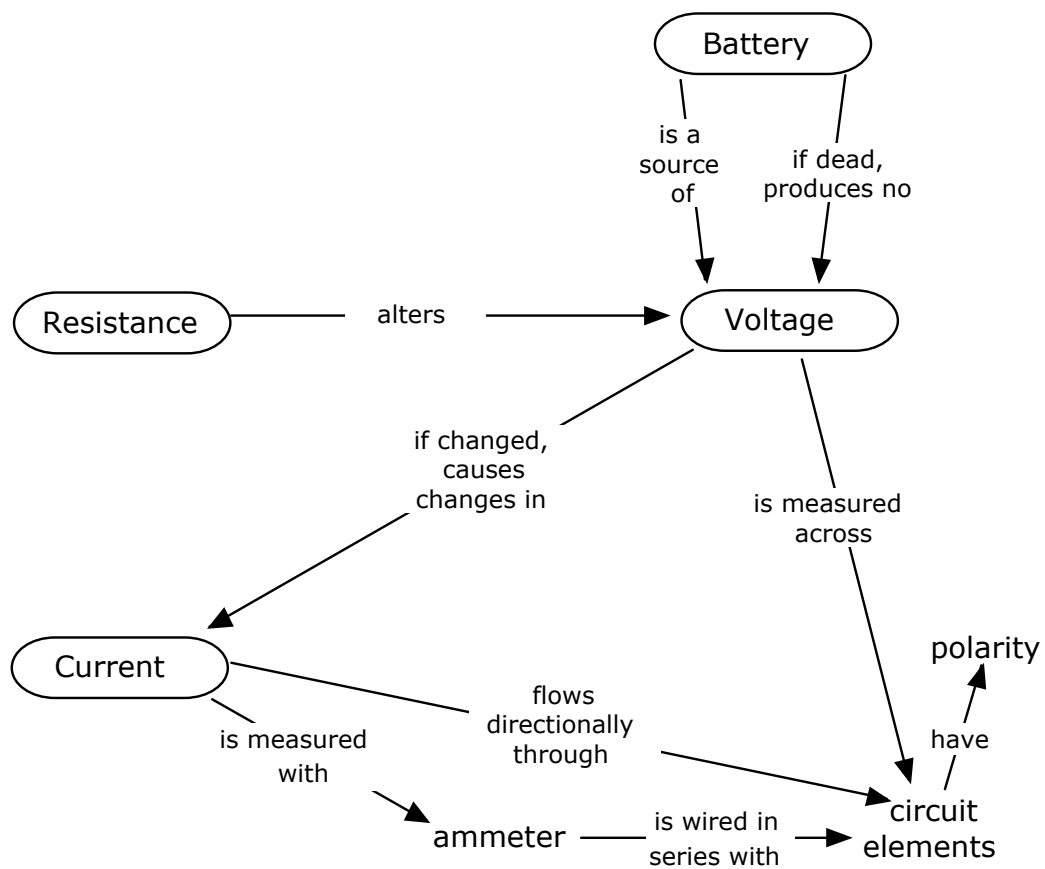 Battery
is a
source
of
if dead,
produces no
Resistance
alters
Voltage
if changed,
causes
changes in
is measured
across
Current
polarity
flows
directionally
through
have
is measured
with
ammeter
is wired in
series with
circuit
elements